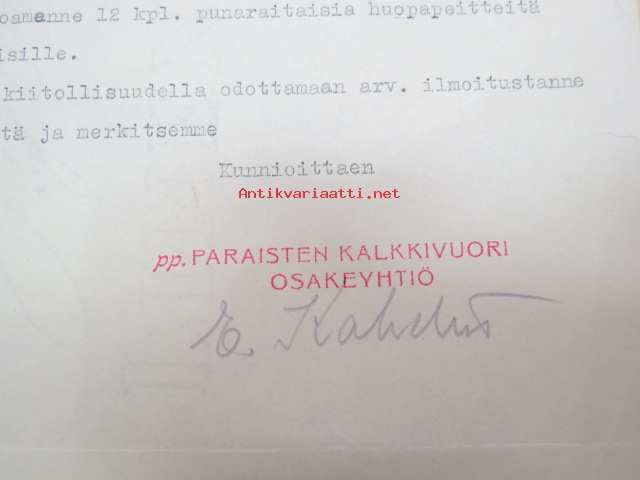 oamanne 12 kpl. punaraitaisia huopapeitteitä
isille.
kiitollisuudella odottamaan arv. ilmoitustanne
tä ja merkitsemme
Kunnioittaen
Antikvariaatti.net
pp. PARAISTEN KALKKIVUORI
OSAKEYHTIÖ
E.